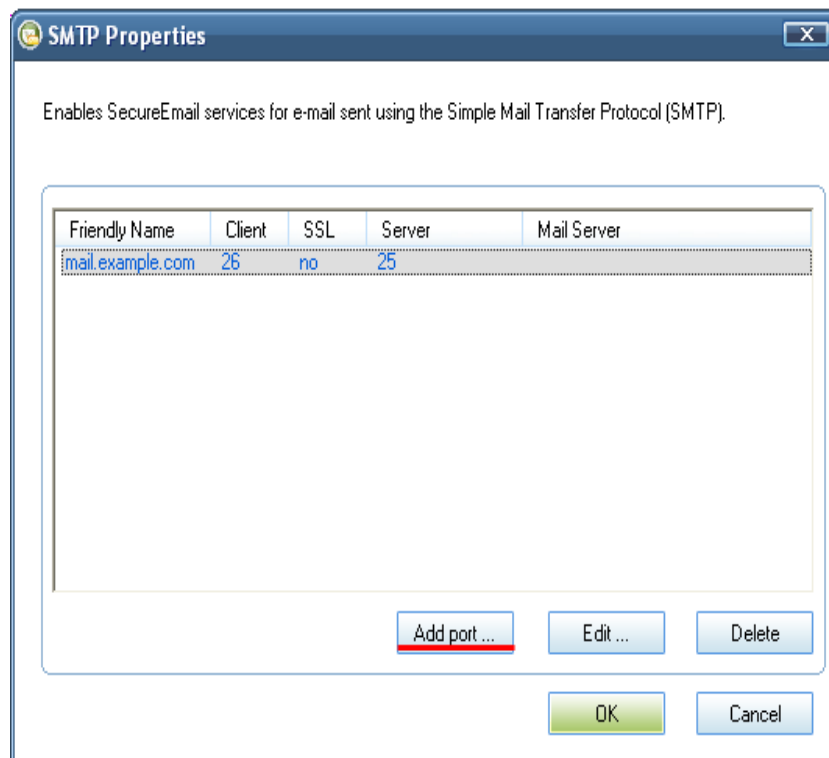 SMTP Properties
Enables SecureEmail services for e-mail sent using the Simple Mail Transfer Protocol (SMTP).
Friendly Name Client SSL Server Mail Server
mail.example.com 26 no 25
Add port ... Edit ... Delete
OK Cancel